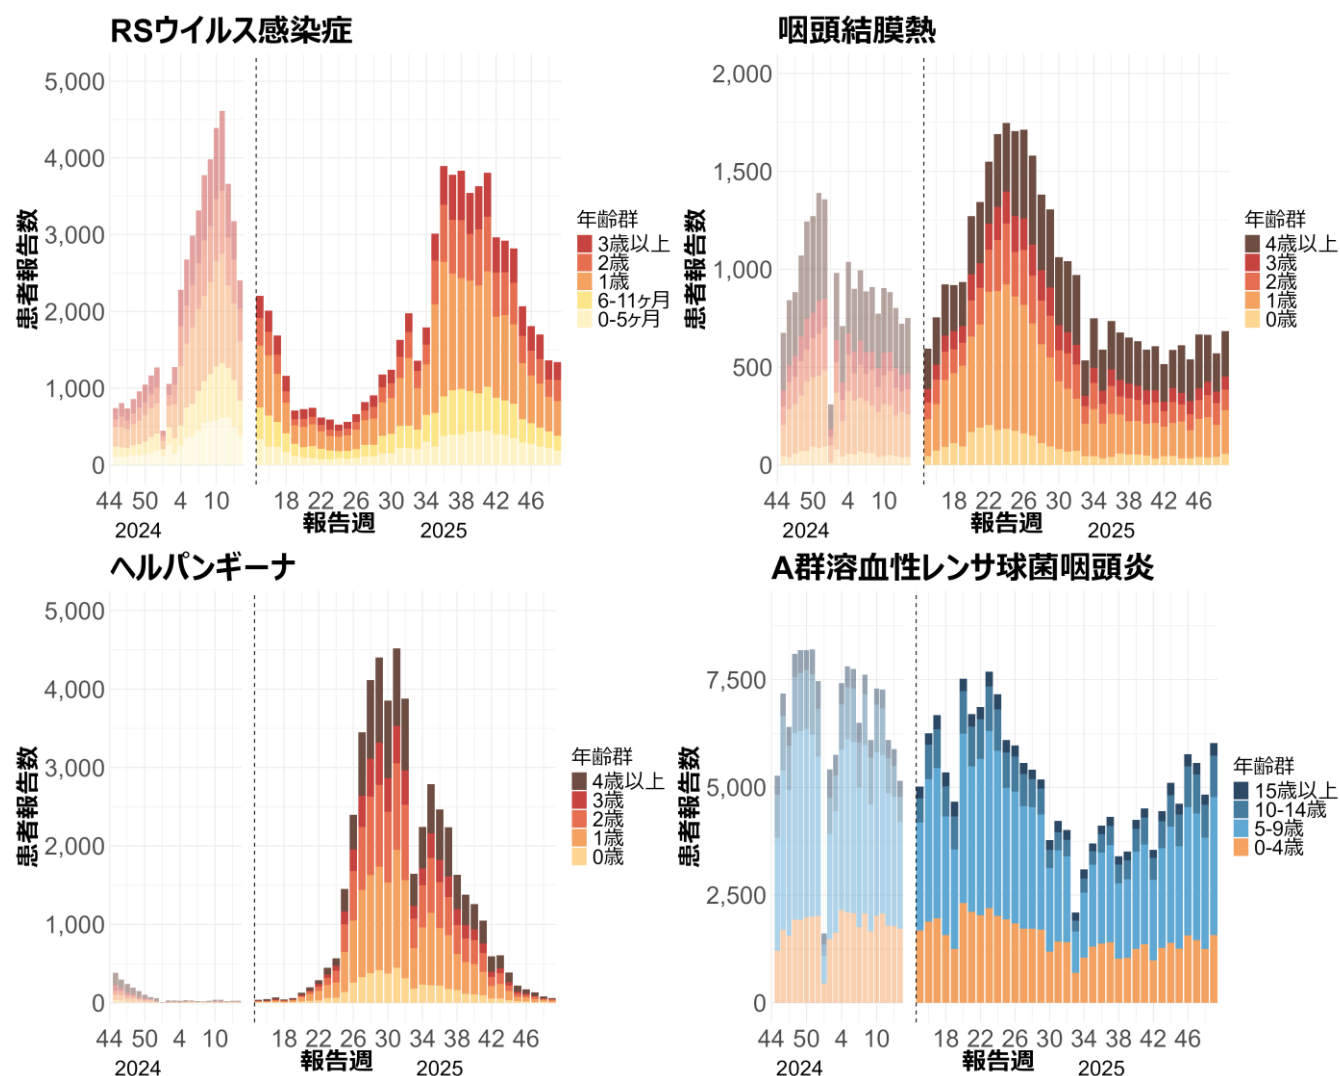 RSウイルス感染症
患者報告数
5,000
4,000
3,000
2,000
1,000
0
44 50 4 10 18 22 26 30 34 38 42 46
2024 報告週 2025
年齢群
3歳以上
2歳
1歳
6-11ヶ月
0-5ヶ月
咽頭結膜熱
患者報告数
2,000
1,500
1,000
500
0
44 50 4 10 18 22 26 30 34 38 42 46
2024 報告週 2025
年齢群
4歳以上
3歳
2歳
1歳
0歳
ヘルパンギーナ
患者報告数
5,000
4,000
3,000
2,000
1,000
0
44 50 4 10 18 22 26 30 34 38 42 46
2024 報告週 2025
年齢群
4歳以上
3歳
2歳
1歳
0歳
A群溶血性レンサ球菌咽頭炎
患者報告数
7,500
5,000
2,500
0
44 50 4 10 18 22 26 30 34 38 42 46
2024 報告週 2025
年齢群
15歳以上
10-14歳
5-9歳
0-4歳